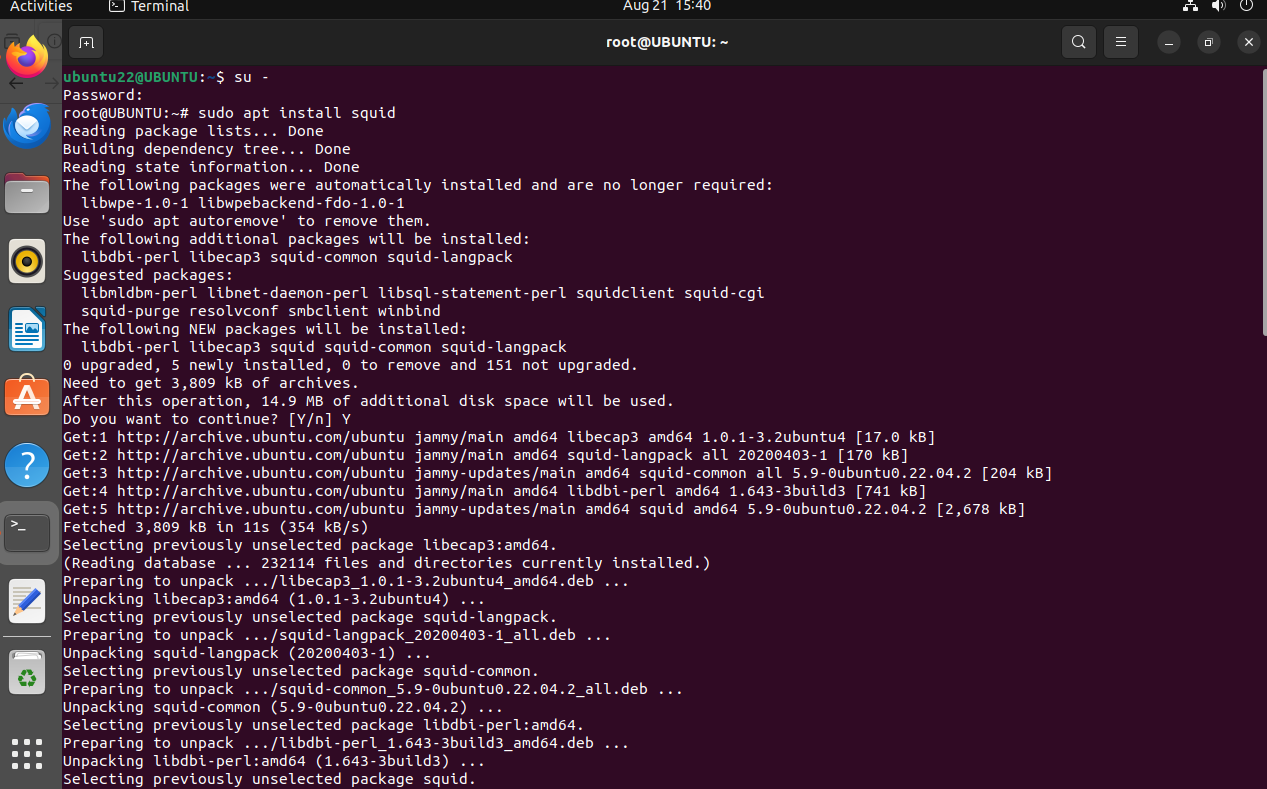 Activities
Terminal
Aug 21 15:40
root@UBUNTU: ~
ubuntu22@UBUNTU:~$ su -
Password:
root@UBUNTU:~# sudo apt install squid
Reading package lists... Done
Building dependency tree... Done
Reading state information... Done
The following packages were automatically installed and are no longer required:
  libwpe-1.0-1 libwpebackend-fdo-1.0-1
Use 'sudo apt autoremove' to remove them.
The following additional packages will be installed:
  libdbi-perl libecap3 squid-common squid-langpack
Suggested packages:
  libmldbm-perl libnet-daemon-perl libsql-statement-perl squidclient squid-cgi
  squid-purge resolvconf smbclient winbind
The following NEW packages will be installed:
  libdbi-perl libecap3 squid squid-common squid-langpack
0 upgraded, 5 newly installed, 0 to remove and 151 not upgraded.
Need to get 3,809 kB of archives.
After this operation, 14.9 MB of additional disk space will be used.
Do you want to continue? [Y/n] Y
Get:1 http://archive.ubuntu.com/ubuntu jammy/main amd64 libecap3 amd64 1.0.1-3.2ubuntu4 [17.0 kB]
Get:2 http://archive.ubuntu.com/ubuntu jammy/main amd64 squid-langpack all 20200403-1 [170 kB]
Get:3 http://archive.ubuntu.com/ubuntu jammy-updates/main amd64 squid-common all 5.9-0ubuntu0.22.04.2 [204 kB]
Get:4 http://archive.ubuntu.com/ubuntu jammy/main amd64 libdbi-perl amd64 1.643-3build3 [741 kB]
Get:5 http://archive.ubuntu.com/ubuntu jammy-updates/main amd64 squid amd64 5.9-0ubuntu0.22.04.2 [2,678 kB]
Fetched 3,809 kB in 11s (354 kB/s)
Selecting previously unselected package libecap3:amd64.
(Reading database ... 232114 files and directories currently installed.)
Preparing to unpack .../libecap3_1.0.1-3.2ubuntu4_amd64.deb ...
Unpacking libecap3:amd64 (1.0.1-3.2ubuntu4) ...
Selecting previously unselected package squid-langpack.
Preparing to unpack .../squid-langpack_20200403-1_all.deb ...
Unpacking squid-langpack (20200403-1) ...
Selecting previously unselected package squid-common.
Preparing to unpack .../squid-common_5.9-0ubuntu0.22.04.2_all.deb ...
Unpacking squid-common (5.9-0ubuntu0.22.04.2) ...
Selecting previously unselected package libdbi-perl:amd64.
Preparing to unpack .../libdbi-perl_1.643-3build3_amd64.deb ...
Unpacking libdbi-perl:amd64 (1.643-3build3) ...
Selecting previously unselected package squid.